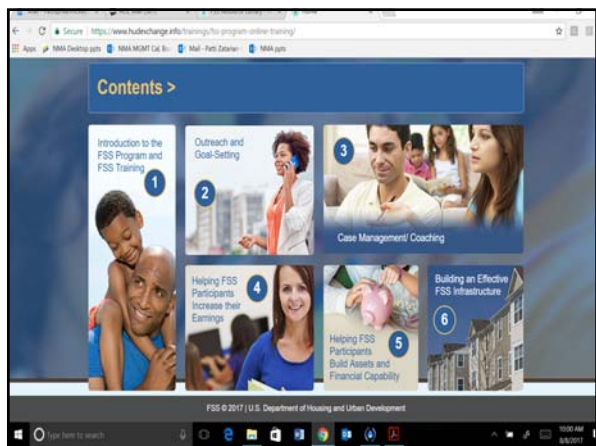 Secure | https://www.hudexchange.info/trainings/fss-program-online-training/
Apps NMA Desktop ppts NMA MGMT Cal, Mail - Patti Zatarian NMA ppts
Contents >
Introduction to the
FSS Program and
FSS Training
1
Outreach and
Goal-Setting
2
3
Case Management/ Coaching
Helping FSS
Participants
Increase their
Earnings
4
Helping FSS
Participants
Build Assets and
Financial Capability
5
Building an Effective
FSS Infrastructure
6
FSS © 2017 | U.S. Department of Housing and Urban Development
Type here to search
10:00 AM
8/8/2017